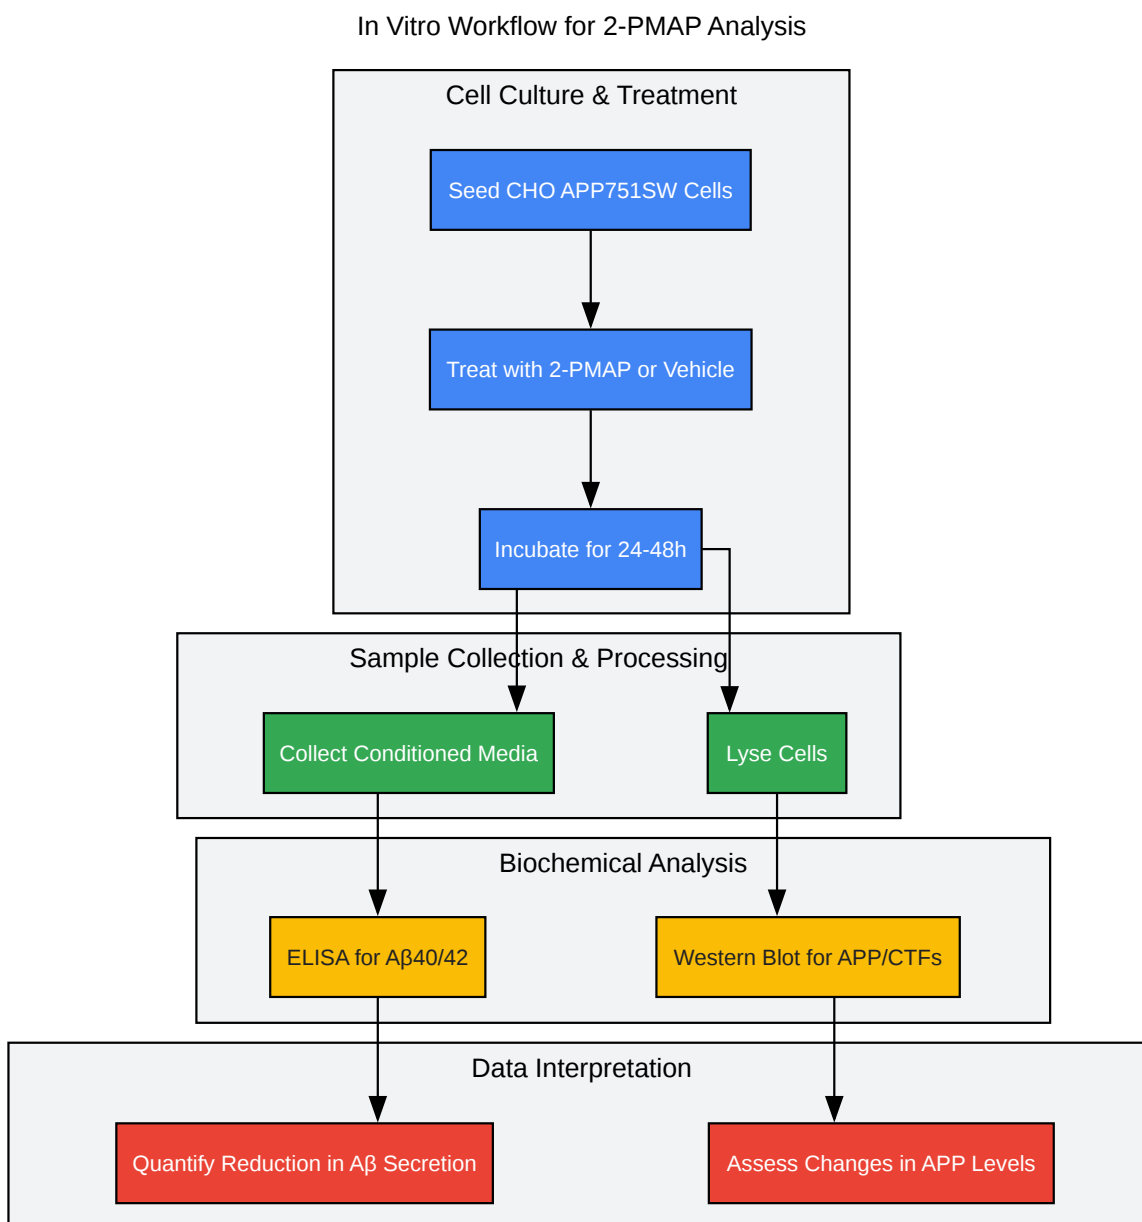 In Vitro Workflow for 2-PMAP Analysis
Cell Culture & Treatment
Seed CHO APP751SW Cells
Treat with 2-PMAP or Vehicle
Incubate for 24-48h
Sample Collection & Processing
Collect Conditioned Media
Lyse Cells
Biochemical Analysis
ELISA for Aβ40/42
Western Blot for APP/CTFs
Data Interpretation
Quantify Reduction in Aβ Secretion
Assess Changes in APP Levels